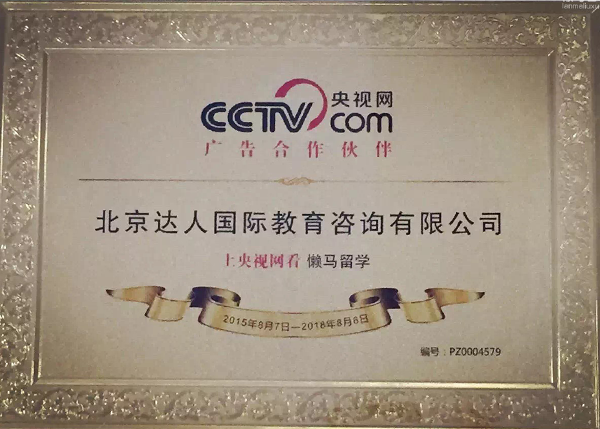 央视网
CCTV com
广告合作伙伴
北京达人国际教育咨询有限公司
上央视网看 懒马留学
2015年8月7日—2018年8月6日
编号：PZ0004579